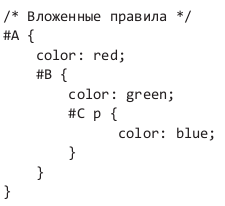 /* Вложенные правила */
#A {
    color: red;
    #B {
        color: green;
        #C p {
              color: blue;
        }
    }
}